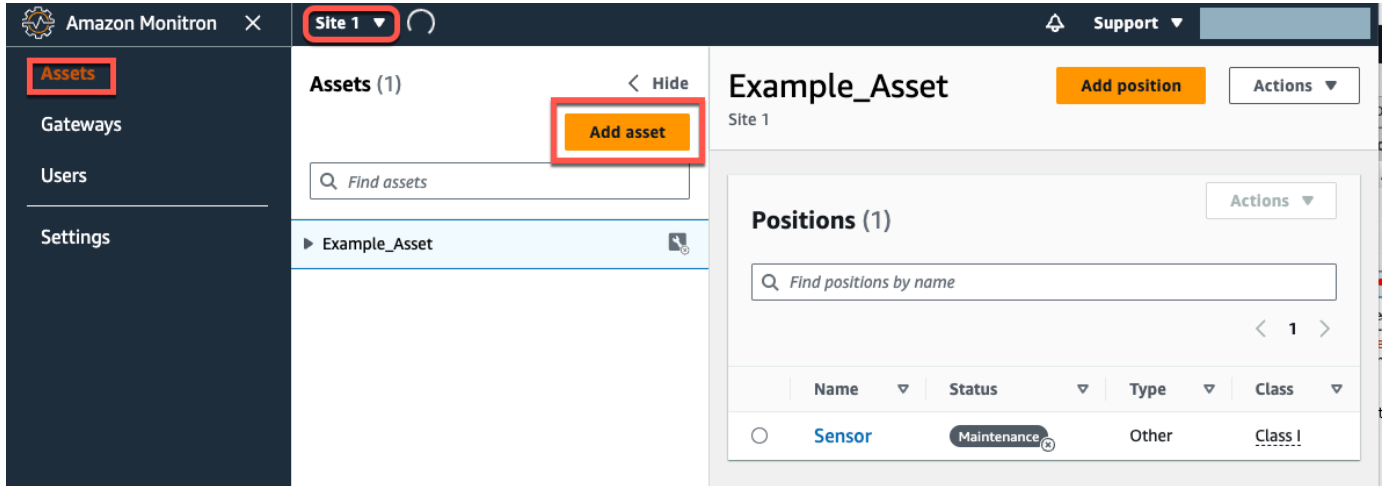 Amazon Monitron
Site 1
Support
Assets
Gateways
Users
Settings
Assets (1)
Hide
Add asset
Find assets
Example_Asset
Example_Asset
Site 1
Add position
Actions
Positions (1)
Actions
Find positions by name
1
Name Status Type Class
Sensor Maintenance Other Class I